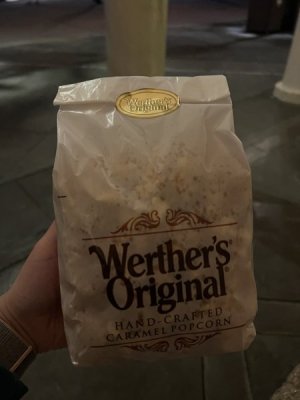 Werther's
Original
Werther's
Original®
HAND-CRAFTED
CARAMEL POPCORN